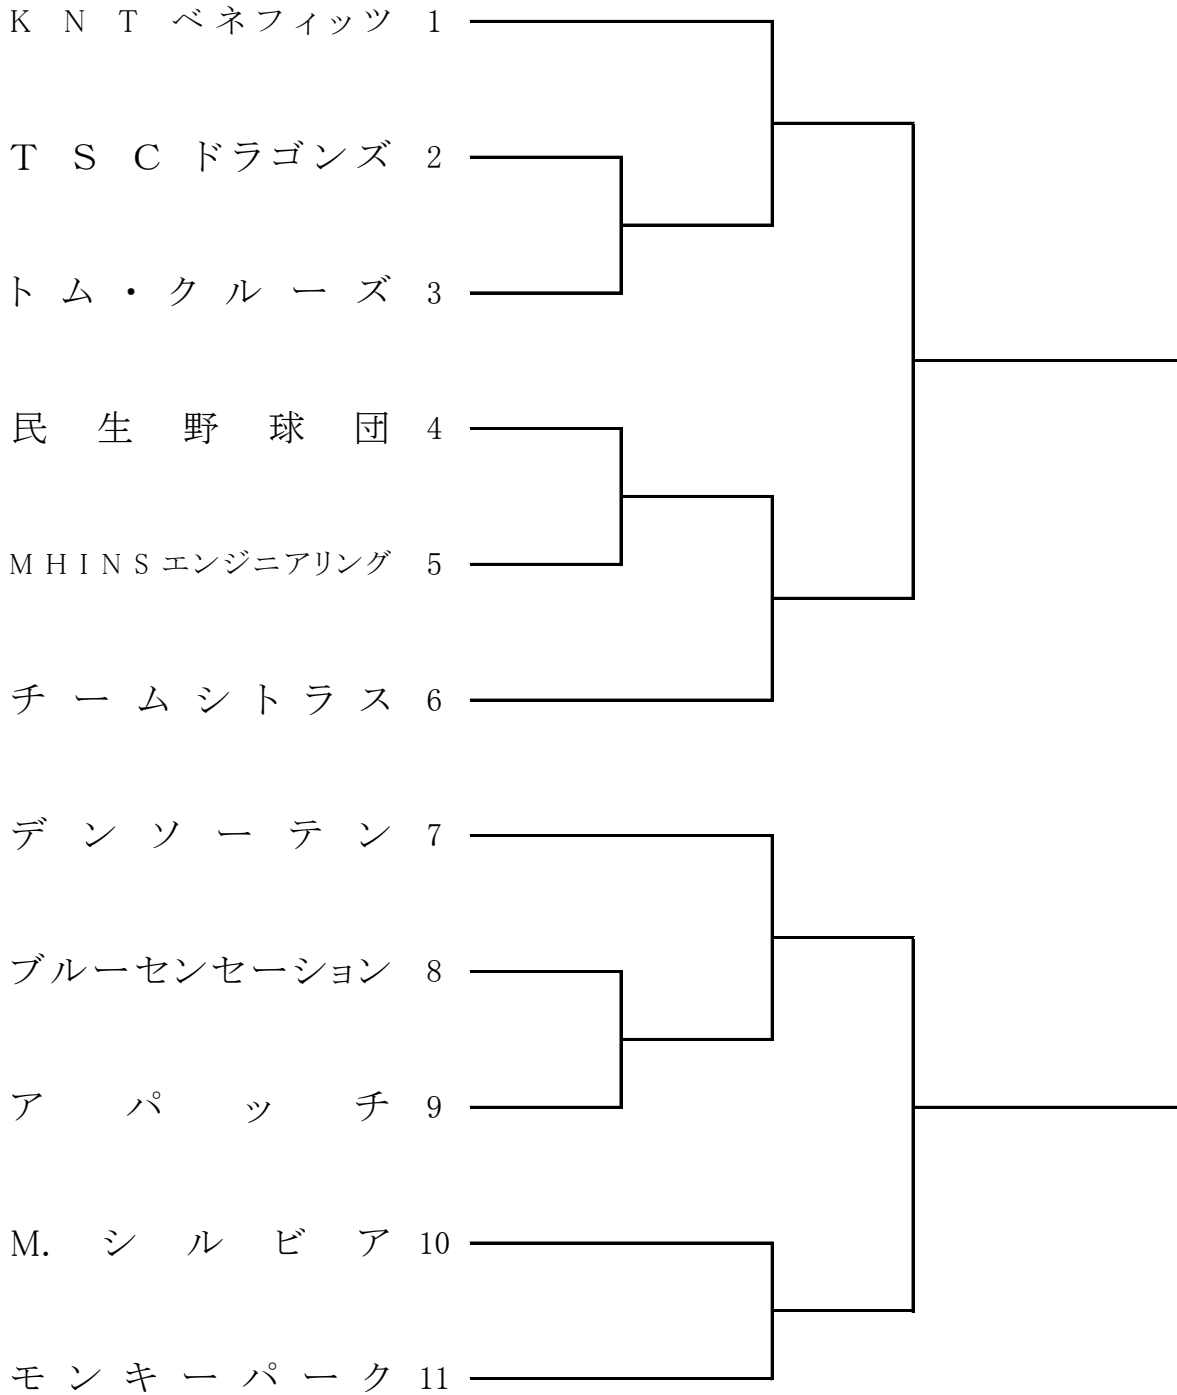 KNTベネフィッツ 1
TSCドラゴンズ 2
トム・クルーズ 3
民生野球団 4
MHINSエンジニアリング 5
チームシトラス 6
デンソーテン 7
ブルーセンセーション 8
アパッチ 9
M.シルビア 10
モンキーパーク 11